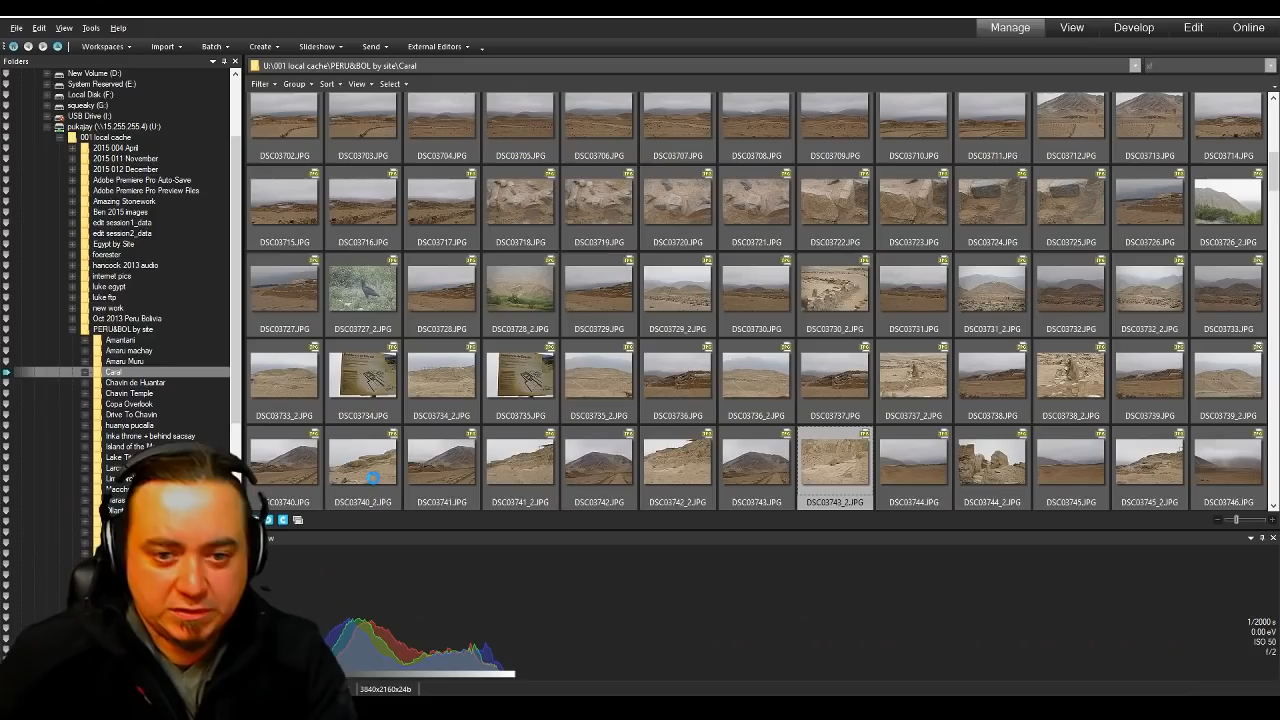 File Edit View Tools Help
Manage View Develop Edit Online
Workspaces Import Batch Create Slideshow Send External Editors
Folders
U:\001 local cache\PERU&BOL by site\Caral
Filter Group Sort View Select
New Volume (D:)
System Reserved (E:)
Local Disk (F:)
squeaky (G:)
USB Drive (I:)
pukajay (\\15.255.255.4) (U:)
001 local cache
2015 004 April
2015 011 November
2015 012 December
Adobe Premiere Pro Auto-Save
Adobe Premiere Pro Preview Files
Amazing Stonework
Ben 2015 images
edit session1_data
edit session2_data
Egypt by Site
foerester
hancock 2013 audio
internet pics
luke egypt
luke ftp
new work
Oct 2013 Peru Bolivia
PERU&BOL by site
Amantani
Amaru machay
Amaru Muru
Caral
Chavin de Huantar
Chavin Temple
Copa Overlook
Drive To Chavin
huanya pucalla
Inka throne + behind sacsay
Island of the
DSC03702.JPG DSC03703.JPG DSC03704.JPG DSC03705.JPG DSC03706.JPG DSC03707.JPG DSC03708.JPG DSC03709.JPG DSC03710.JPG DSC03711.JPG DSC03712.JPG DSC03713.JPG DSC03714.JPG
DSC03715.JPG DSC03716.JPG DSC03717.JPG DSC03718.JPG DSC03719.JPG DSC03720.JPG DSC03721.JPG DSC03722.JPG DSC03723.JPG DSC03724.JPG DSC03725.JPG DSC03726.JPG DSC03726_2.JPG
DSC03727.JPG DSC03727_2.JPG DSC03728.JPG DSC03728_2.JPG DSC03729.JPG DSC03729_2.JPG DSC03730.JPG DSC03730_2.JPG DSC03731.JPG DSC03731_2.JPG DSC03732.JPG DSC03732_2.JPG DSC03733.JPG
DSC03733_2.JPG DSC03734.JPG DSC03734_2.JPG DSC03735.JPG DSC03735_2.JPG DSC03736.JPG DSC03736_2.JPG DSC03737.JPG DSC03737_2.JPG DSC03738.JPG DSC03738_2.JPG DSC03739.JPG DSC03739_2.JPG
DSC03740.JPG DSC03740_2.JPG DSC03741.JPG DSC03741_2.JPG DSC03742.JPG DSC03742_2.JPG DSC03743.JPG DSC03743_2.JPG DSC03744.JPG DSC03744_2.JPG DSC03745.JPG DSC03745_2.JPG DSC03746.JPG
1/2000 s
0.00 eV
ISO 50
f/2
3840x2160x24b